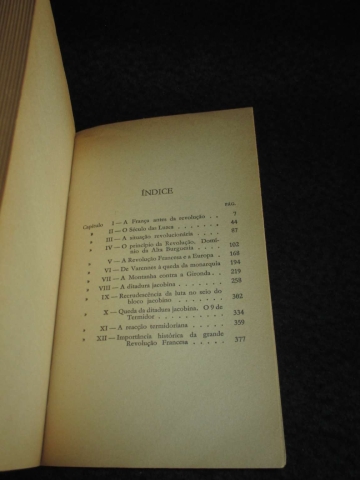 ÍNDICE
PÁG.
Capítulo I — A França antes da revolução . . 7
» II — O Século das Luzes . . . . 44
» III — A situação revolucionária . . . 87
» IV — O princípio da Revolução. Domínio da Alta Burguesia . . . 102
» V — A Revolução Francesa e a Europa . 168
» VI — De Varennes à queda da monarquia 194
» VII — A Montanha contra a Gironda . . 219
» VIII — A ditadura jacobina . . . . . 258
» IX — Recrudescência da luta no seio do
bloco jacobino . . . . . . 302
» X — Queda da ditadura jacobina. O 9 de
Termidor . . . . . . . 334
» XI — A reacção termidoriana . . . . 359
» XII — Importância histórica da grande
Revolução Francesa . . . . . 377